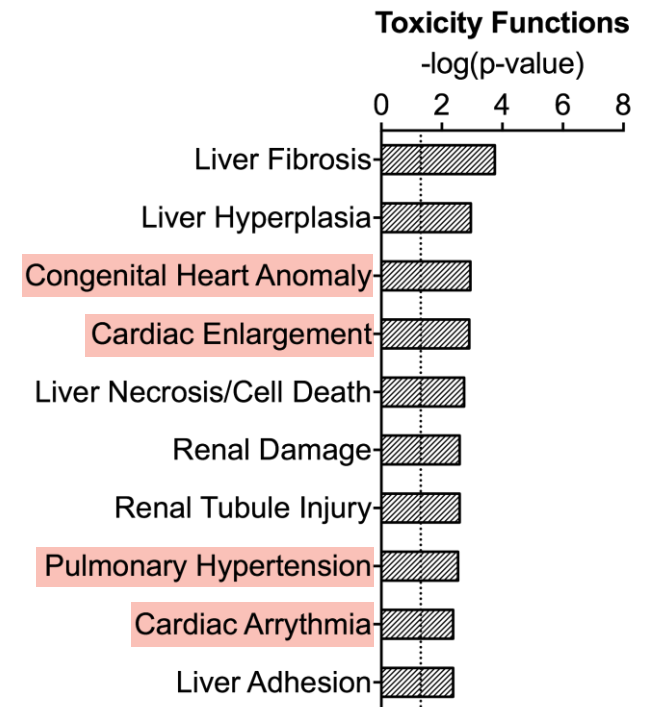 Toxicity Functions
-log(p-value)
0 2 4 6 8
Liver Fibrosis
Liver Hyperplasia
Congenital Heart Anomaly
Cardiac Enlargement
Liver Necrosis/Cell Death
Renal Damage
Renal Tubule Injury
Pulmonary Hypertension
Cardiac Arrythmia
Liver Adhesion